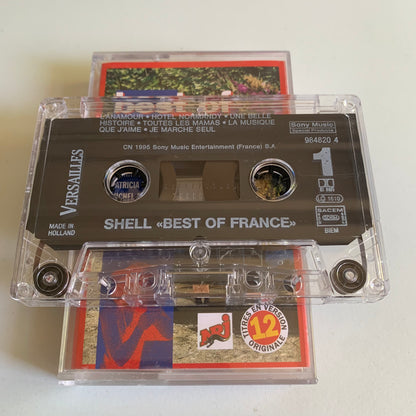 best of
L'ANAMOUR • HOTEL NORMANDY • UNE BELLE
HISTOIRE • TOUTES LES MAMAS • LA MUSIQUE
QUE J'AIME • JE MARCHE SEUL
Sony Music
Special Products
984820 4
CN 1995 Sony Music Entertainment (France) B.A.
VERSAILLES
MADE IN
HOLLAND
1
ATRICIA
SACEM
BIEM
SHELL «BEST OF FRANCE»
NRJ
TITRES EN VERSION
12
ORIGINALE